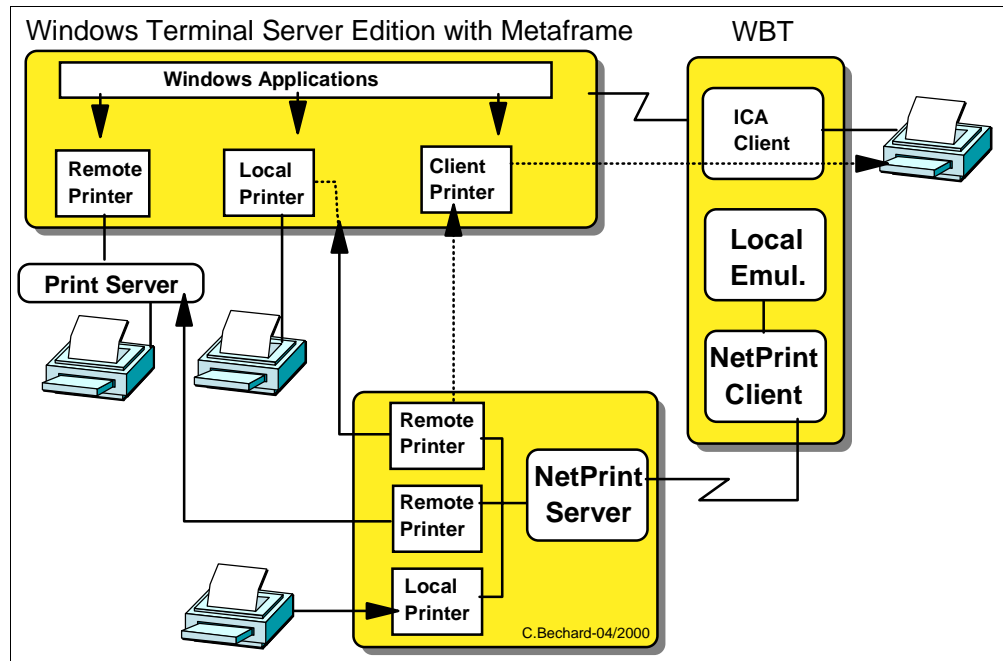 Windows Terminal Server Edition with Metaframe
WBT
Windows Applications
Remote
Printer
Local
Printer
Client
Printer
ICA
Client
Local
Emul.
NetPrint
Client
Print Server
Remote
Printer
Remote
Printer
Local
Printer
NetPrint
Server
C.Bechard-04/2000